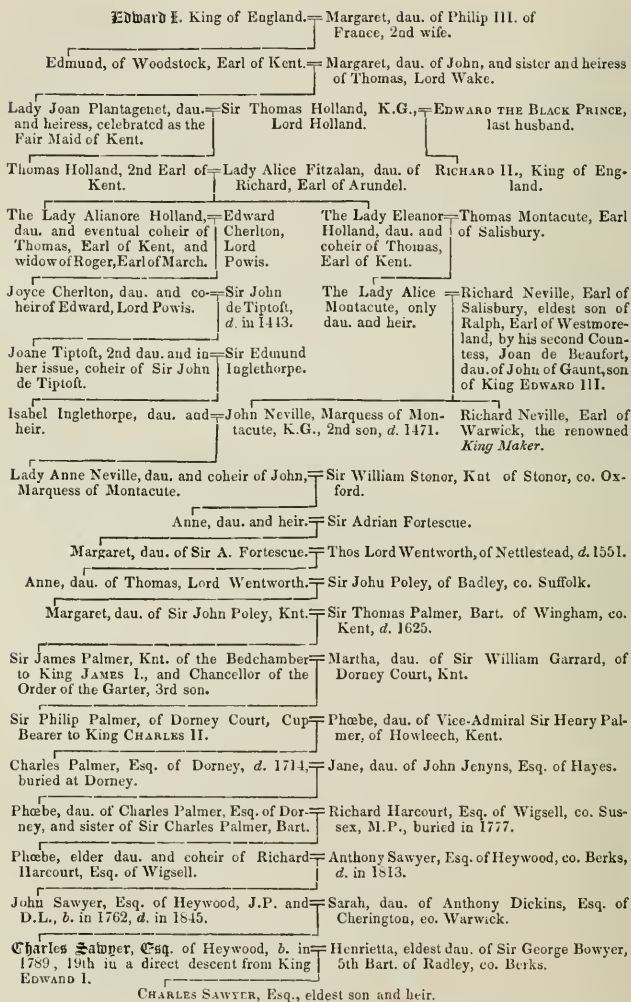 Edward I. King of England. Margaret, dau. of Philip III. of
France, 2nd wife.
Edmund, of Woodstock, Earl of Kent. Margaret, dau. of John, and sister and heiress
of Thomas, Lord Wake.
Lady Joan Plantagenet, dau.
and heiress, celebrated as the
Fair Maid of Kent.
Sir Thomas Holland, K.G.,
Lord Holland.
EDWARD THE BLACK PRINCE,
last husband.
Thomas Holland, 2nd Earl of
Kent.
Lady Alice Fitzalan, dau. of
Richard, Earl of Arundel.
RICHARD II., King of Eng-
land.
The Lady Alianore Holland,
dau. and eventual coheir of
Thomas, Earl of Kent, and
widow of Roger, Earl of March.
Edward
Cherlton,
Lord
Powis.
The Lady Eleanor
Holland, dau. and
coheir of Thomas,
Earl of Kent.
Thomas Montacute, Earl
of Salisbury.
Joyce Cherlton, dau. and co-
heir of Edward, Lord Powis.
Sir John
de Tiptoft,
d. in 1443.
The Lady Alice
Montacute, only
dau. and heir.
Richard Neville, Earl of
Salisbury, eldest son of
Ralph, Earl of Westmore-
land, by his second Coun-
tess, Joan de Beaufort,
dau. of John of Gaunt, son
of King EDWARD III.
Joane Tiptoft, 2nd dau. and in
her issue, coheir of Sir John
de Tiptoft.
Sir Edmund
Inglethorpe.
Isabel Inglethorpe, dau. and
heir.
John Neville, Marquess of Mon-
tacute, K.G., 2nd son, d. 1471.
Richard Neville, Earl of
Warwick, the renowned
King Maker.
Lady Anne Neville, dau. and coheir of John,
Marquess of Montacute.
Sir William Stonor, Knt of Stonor, co. Ox-
ford.
Anne, dau. and heir. Sir Adrian Fortescue.
Margaret, dau. of Sir A. Fortescue. Thos Lord Wentworth, of Nettlestead, d. 1551.
Anne, dau. of Thomas, Lord Wentworth. Sir John Poley, of Badley, co. Suffolk.
Margaret, dau. of Sir John Poley, Knt. Sir Thomas Palmer, Bart. of Wingham, co.
Kent, d. 1625.
Sir James Palmer, Knt. of the Bedchamber
to King JAMES I., and Chancellor of the
Order of the Garter, 3rd son.
Martha, dau. of Sir William Garrard, of
Dorney Court, Knt.
Sir Philip Palmer, of Dorney Court, Cup
Bearer to King CHARLES II.
Phœbe, dau. of Vice-Admiral Sir Henry Pal-
mer, of Howleech, Kent.
Charles Palmer, Esq. of Dorney, d. 1714,
buried at Dorney.
Jane, dau. of John Jenyns, Esq. of Hayes.
Phœbe, dau. of Charles Palmer, Esq. of Dor-
ney, and sister of Sir Charles Palmer, Bart.
Richard Harcourt, Esq. of Wigsell, co. Sus-
sex, M.P., buried in 1777.
Phœbe, elder dau. and coheir of Richard
Harcourt, Esq. of Wigsell.
Anthony Sawyer, Esq. of Heywood, co. Berks,
d. in 1813.
John Sawyer, Esq. of Heywood, J.P. and
D.L., b. in 1762, d. in 1845.
Sarah, dau. of Anthony Dickins, Esq. of
Cherington, co. Warwick.
Charles Sawyer, Esq. of Heywood, b. in
1789, 19th in a direct descent from King
EDWARD I.
Henrietta, eldest dau. of Sir George Bowyer,
5th Bart. of Radley, co. Berks.
CHARLES SAWYER, Esq., eldest son and heir.